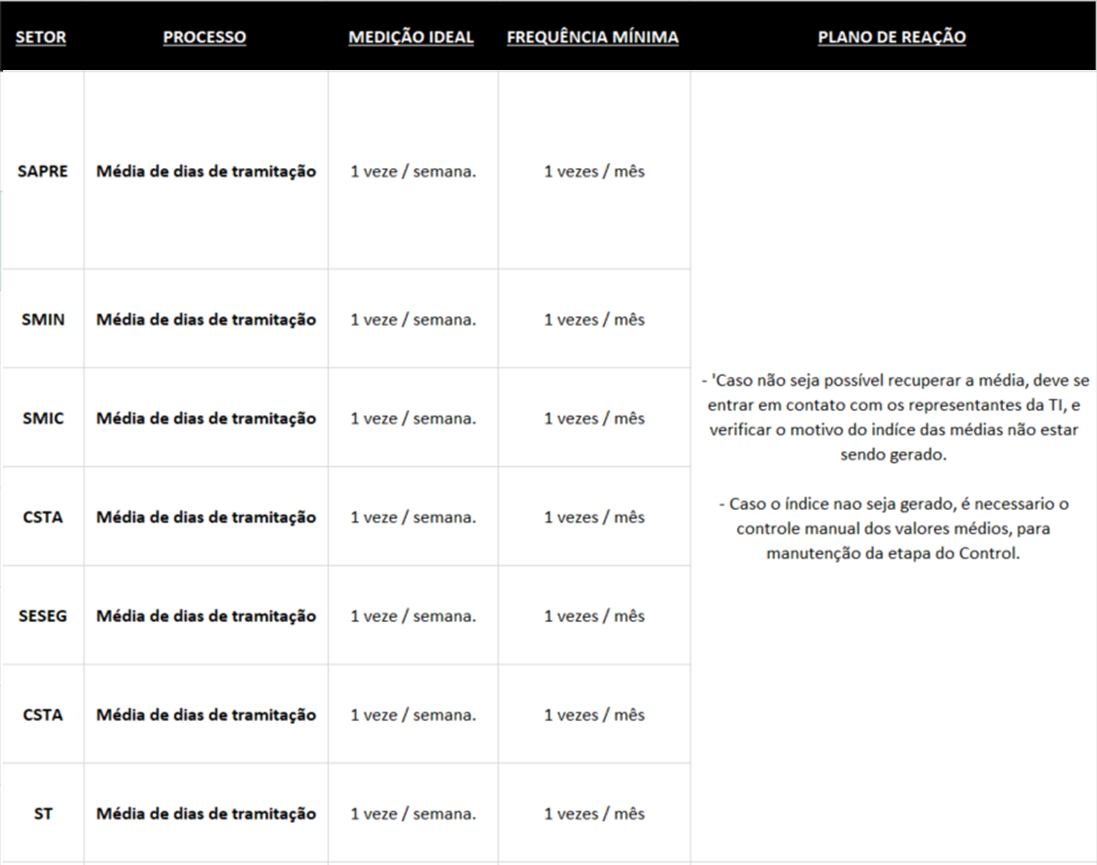 SETOR PROCESSO MEDIÇÃO IDEAL FREQUÊNCIA MÍNIMA PLANO DE REAÇÃO
SAPRE Média de dias de tramitação 1 veze / semana. 1 vezes / mês
SMIN Média de dias de tramitação 1 veze / semana. 1 vezes / mês
SMIC Média de dias de tramitação 1 veze / semana. 1 vezes / mês
CSTA Média de dias de tramitação 1 veze / semana. 1 vezes / mês
SESEG Média de dias de tramitação 1 veze / semana. 1 vezes / mês
CSTA Média de dias de tramitação 1 veze / semana. 1 vezes / mês
ST Média de dias de tramitação 1 veze / semana. 1 vezes / mês
- 'Caso não seja possível recuperar a média, deve se
entrar em contato com os representantes da TI, e
verificar o motivo do indíce das médias não estar
sendo gerado.
- Caso o índice nao seja gerado, é necessario o
controle manual dos valores médios, para
manutenção da etapa do Control.